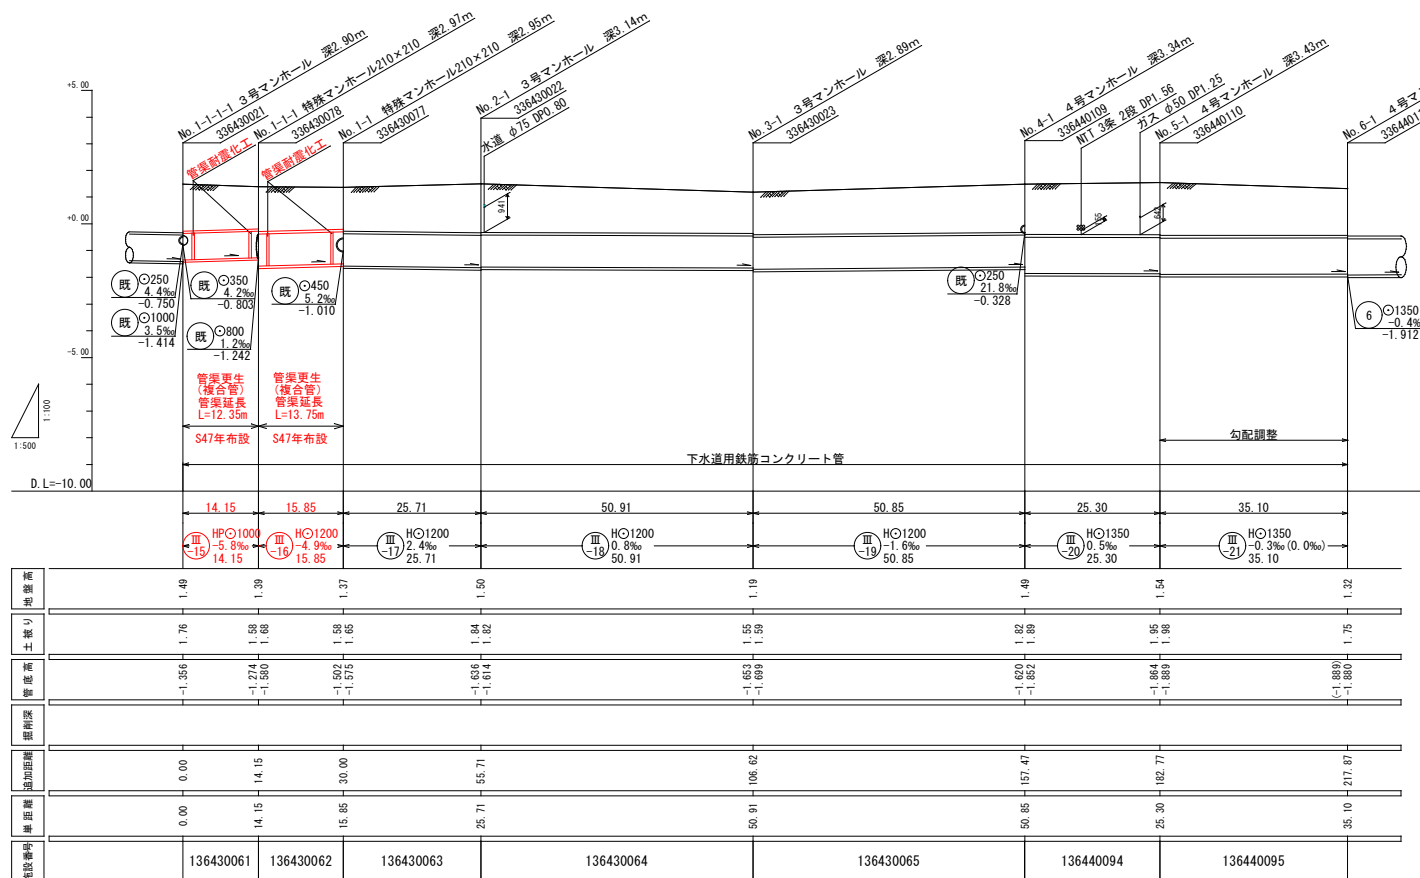 No.1-1-1-1 3号マンホール 深2.90m
336430021
No.1-1-1 特殊マンホール210×210 深2.97m
336430078
No.1-1 特殊マンホール210×210 深2.95m
336430077
No.2-1 3号マンホール 深3.14m
336430022
水道 φ75 DP0.80
No.3-1 3号マンホール 深2.89m
336430023
No.4-1 4号マンホール 深3.34m
336440109
NTT 3条 2段 DP1.56
ガス φ50 DP1.25
No.5-1 4号マンホール 深3.43m
336440110
No.6-1 4号マ
管渠耐震化工
管渠耐震化工
+5.00
+0.00
-5.00
D.L=-10.00
1:100
1:500
941
643
既 ⊙250
4.4‰
-0.750
既 ⊙1000
3.5‰
-1.414
既 ⊙350
4.2‰
-0.803
既 ⊙800
1.2‰
-1.242
既 ⊙450
5.2‰
-1.010
既 ⊙250
21.8‰
-0.328
6 ⊙1350
-0.4‰
-1.912
管渠更生
(複合管)
管渠延長
L=12.35m
S47年布設
管渠更生
(複合管)
管渠延長
L=13.75m
S47年布設
勾配調整
下水道用鉄筋コンクリート管
14.15 15.85 25.71 50.91 50.85 25.30 35.10
Ⅲ-15 HP⊙1000
-5.8‰
14.15
Ⅲ-16 H⊙1200
-4.9‰
15.85
Ⅲ-17 H⊙1200
2.4‰
25.71
Ⅲ-18 H⊙1200
0.8‰
50.91
Ⅲ-19 H⊙1200
-1.6‰
50.85
Ⅲ-20 H⊙1350
0.5‰
25.30
Ⅲ-21 H⊙1350
-0.3‰(0.0‰)
35.10
地盤高 1.49 1.39 1.37 1.50 1.19 1.49 1.54 1.32
土被り 1.76 1.58 1.68 1.58 1.65 1.84 1.82 1.55 1.59 1.82 1.89 1.95 1.98 1.75
管底高 -1.356 -1.274 -1.580 -1.502 -1.575 -1.636 -1.614 -1.653 -1.699 -1.620 -1.852 -1.864 -1.889 (-1.889) -1.880
掘削深
追加距離 0.00 14.15 30.00 55.71 106.62 157.47 182.77 217.87
単距離 0.00 14.15 15.85 25.71 50.91 50.85 25.30 35.10
施設番号 136430061 136430062 136430063 136430064 136430065 136440094 136440095